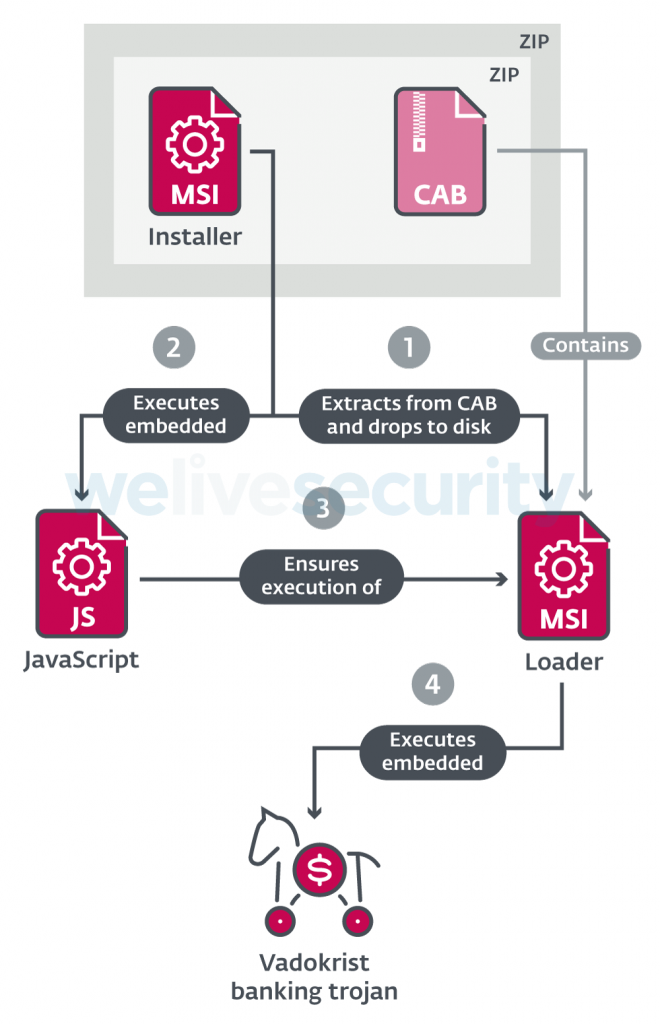 ZIP
ZIP
MSI
CAB
Installer
2
1
Contains
Executes
embedded
Extracts from CAB
and drops to disk
welivesecurity
3
Ensures
execution of
JS
MSI
JavaScript
Loader
4
Executes
embedded
$
Vadokrist
banking trojan